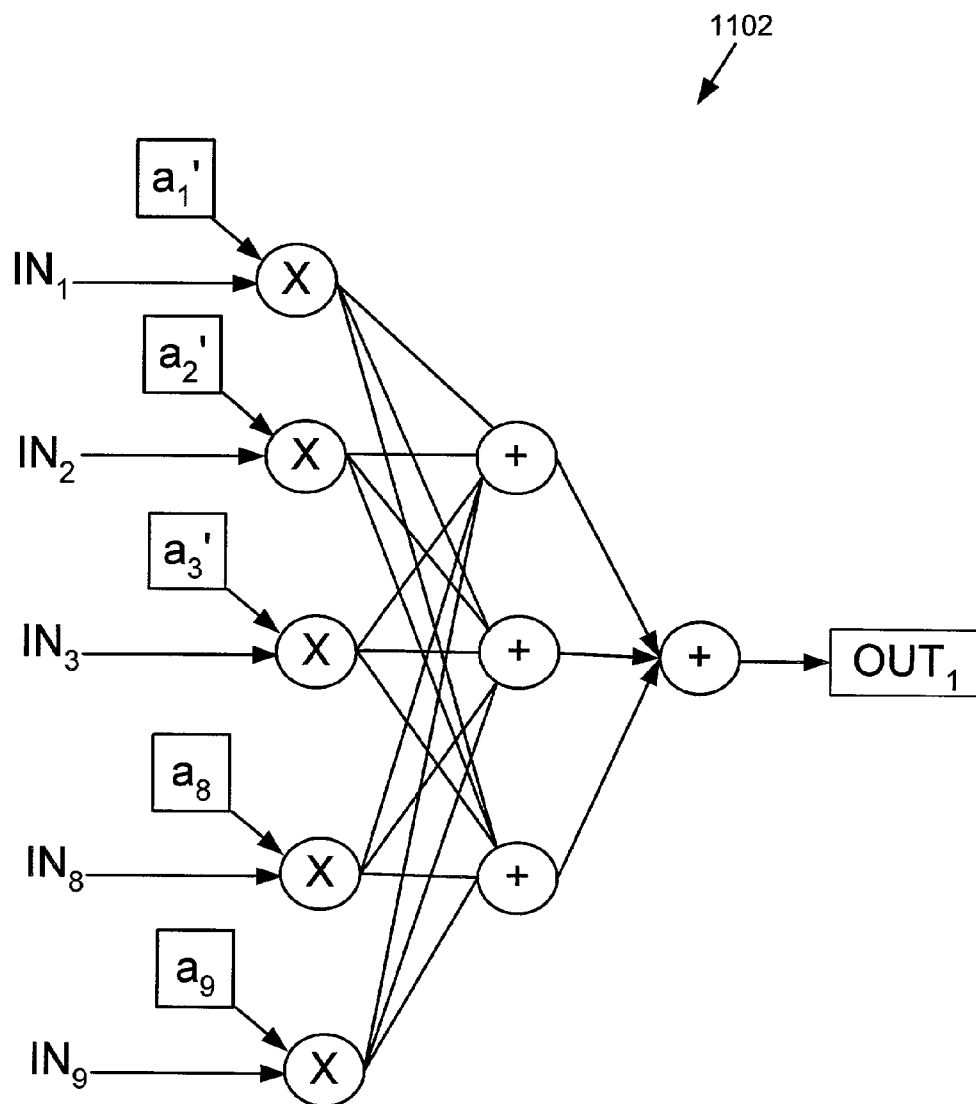 1102
a₁'
IN₁
X
a₂'
IN₂
X
+
a₃'
IN₃
X
+
+
OUT₁
a₈
IN₈
X
+
a₉
IN₉
X